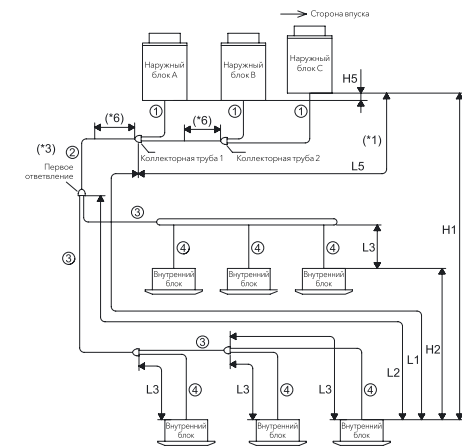 Сторона впуска
Наружный
блок A
Наружный
блок B
Наружный
блок C
H5
①
①
①
(*6)
(*6)
(*1)
(*3)
②
Коллекторная труба 1
Коллекторная труба 2
Первое
ответвление
L5
H1
③
④
④
④
L3
③
Внутренний
блок
Внутренний
блок
Внутренний
блок
H2
L1
L2
③
L3
④
L3
④
L3
④
Внутренний
блок
Внутренний
блок
Внутренний
блок